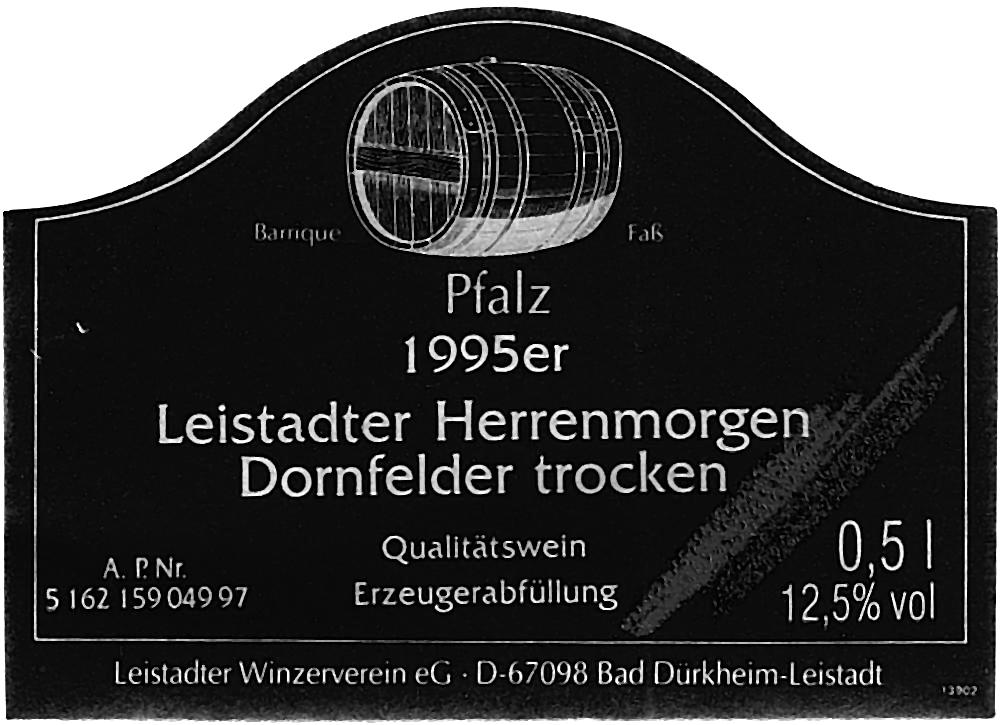 Barrique Faß
Pfalz
1995er
Leistadter Herrenmorgen
Dornfelder trocken
Qualitätswein
Erzeugerabfüllung
A. P. Nr.
5 162 159 049 97
0,5 l
12,5% vol
Leistadter Winzerverein eG · D-67098 Bad Dürkheim-Leistadt
13902